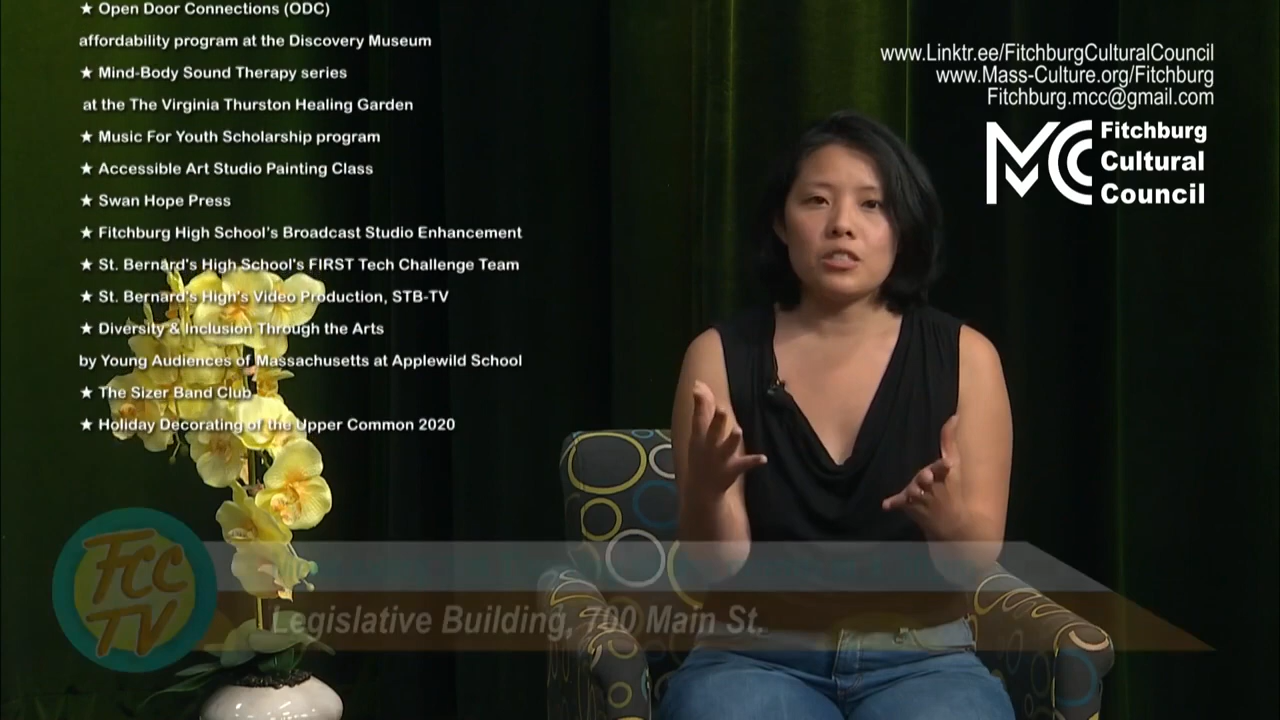 ★ Open Door Connections (ODC)
affordability program at the Discovery Museum
★ Mind-Body Sound Therapy series
at the The Virginia Thurston Healing Garden
★ Music For Youth Scholarship program
★ Accessible Art Studio Painting Class
★ Swan Hope Press
★ Fitchburg High School's Broadcast Studio Enhancement
★ St. Bernard's High School's FIRST Tech Challenge Team
★ St. Bernard's High's Video Production, STB-TV
★ Diversity & Inclusion Through the Arts
by Young Audiences of Massachusetts at Applewild School
★ The Sizer Band Club
★ Holiday Decorating of the Upper Common 2020
www.Linktr.ee/FitchburgCulturalCouncil
www.Mass-Culture.org/Fitchburg
Fitchburg.mcc@gmail.com
MCC
Fitchburg
Cultural
Council
FCC
TV
Legislative Building, 700 Main St.